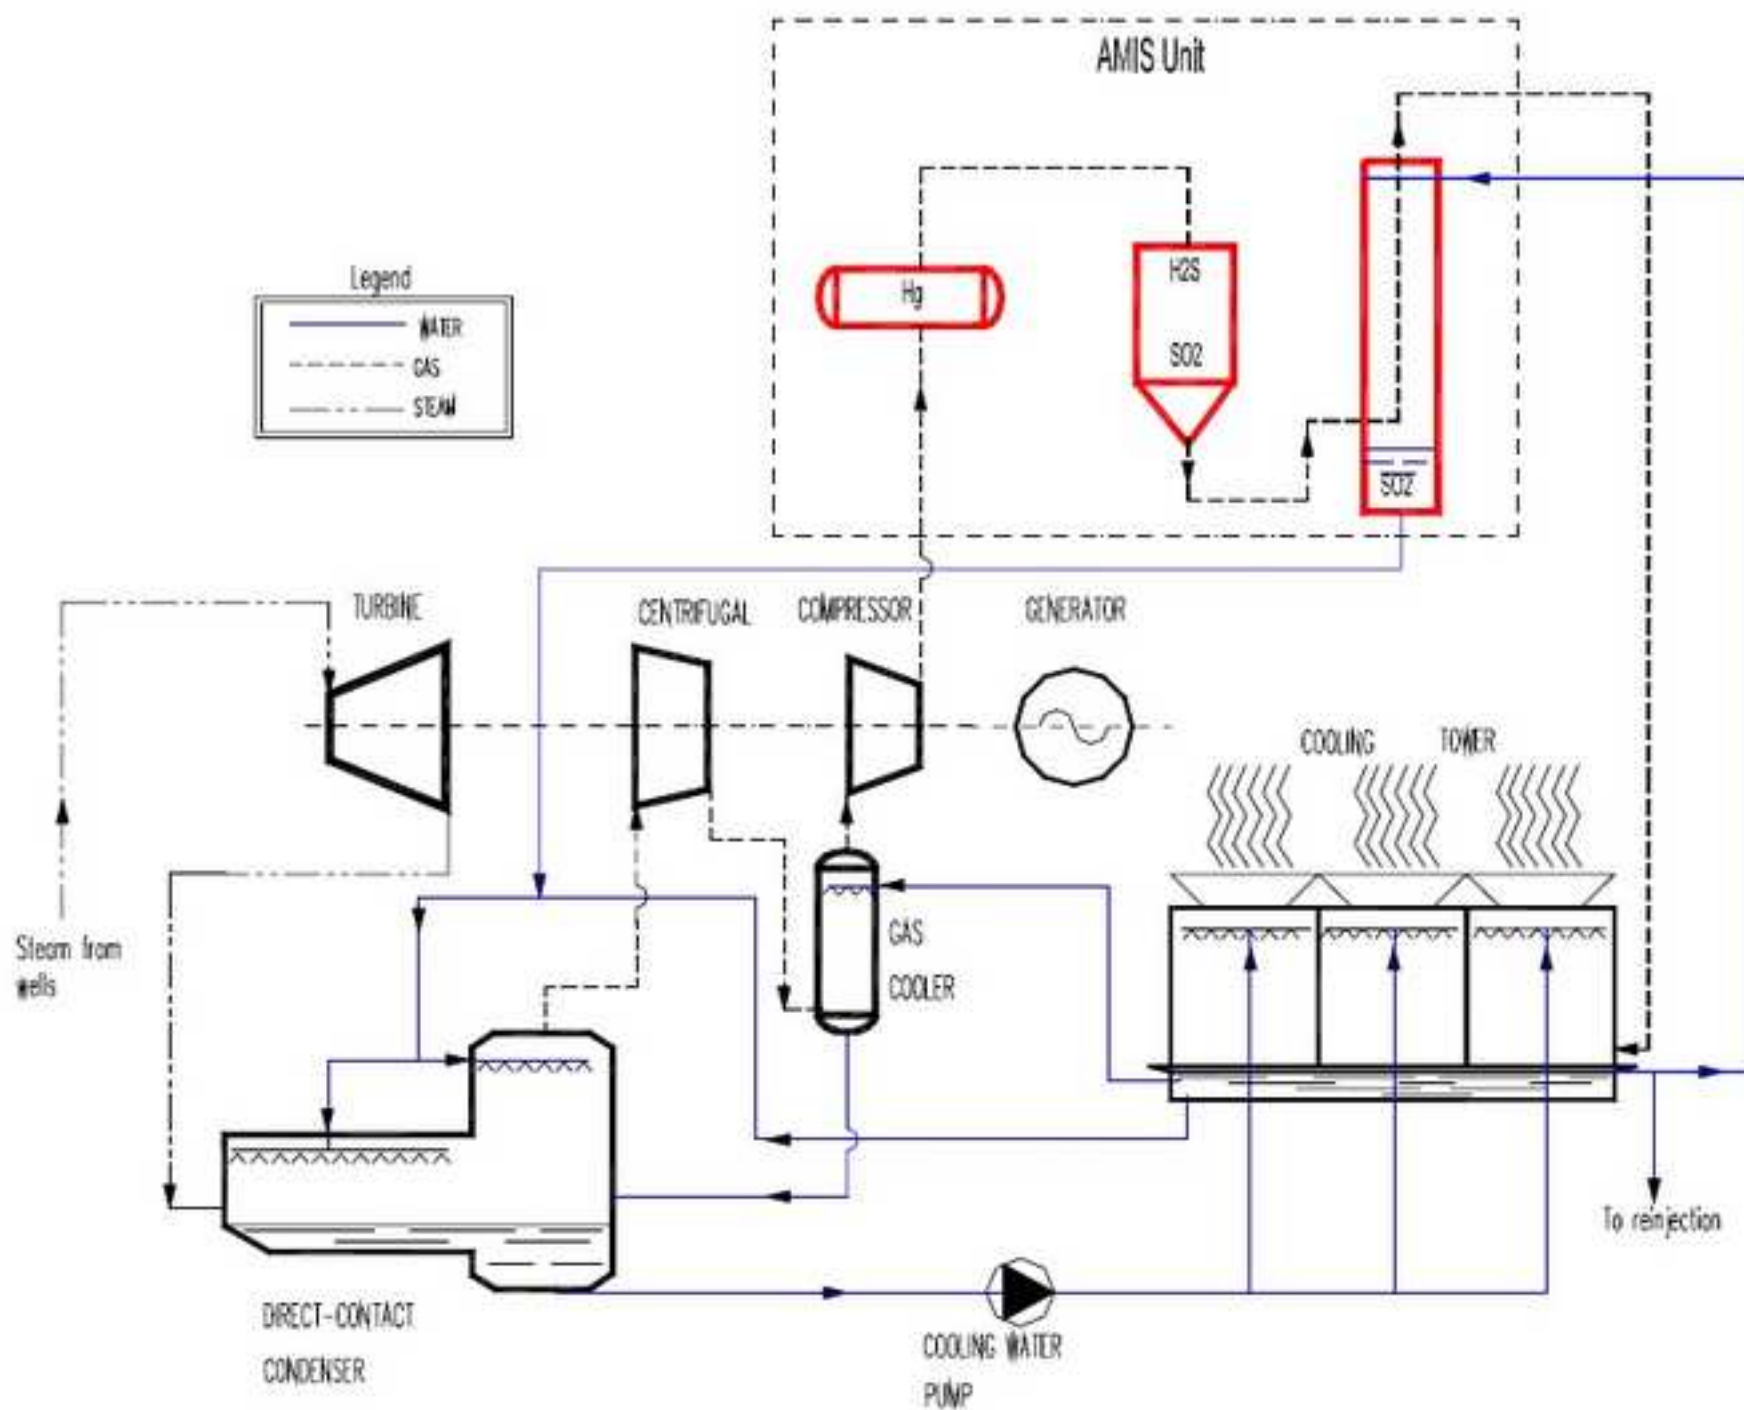 AMIS Unit
Hg
H2S
SO2
SO2
Legend
WATER
GAS
STEAM
TURBINE
CENTRIFUGAL COMPRESSOR
GENERATOR
COOLING TOWER
Steam from
wells
GAS
COOLER
To reinjection
DIRECT-CONTACT
CONDENSER
COOLING WATER
PUMP